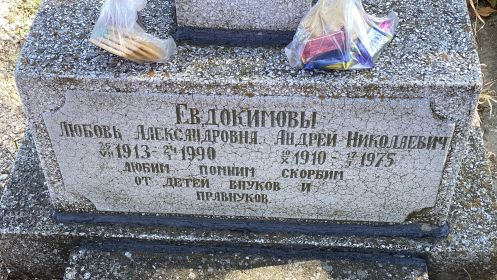 Евдокимовы
Любовь Александровна Андрей Николаевич
1913- 1990 1910- 1975
любим помним скорбим
от детей внуков и
правнуков